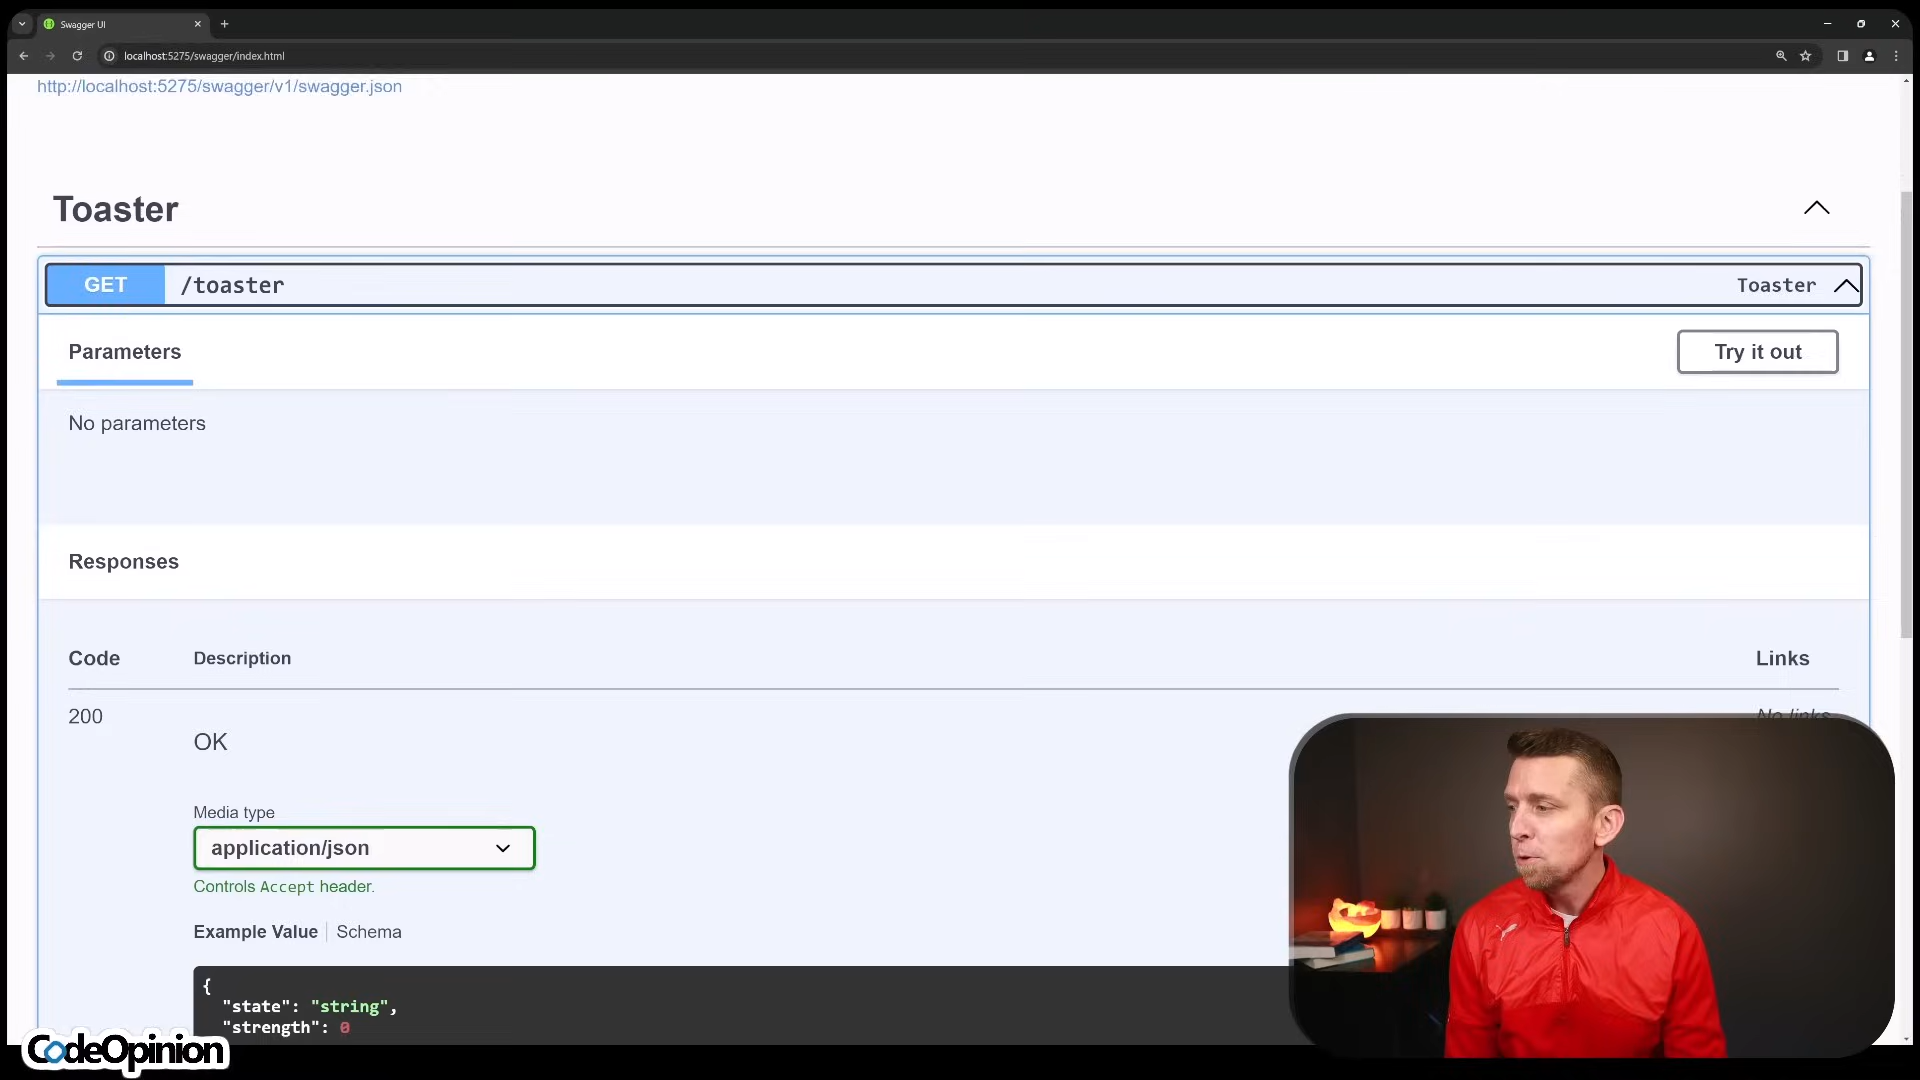 Swagger UI
localhost:5275/swagger/index.html
http://localhost:5275/swagger/v1/swagger.json
Toaster
GET /toaster Toaster
Parameters Try it out
No parameters
Responses
Code Description Links
200 No links
OK
Media type
application/json
Controls Accept header.
Example Value Schema
{
"state": "string",
"strength": 0
CodeOpinion